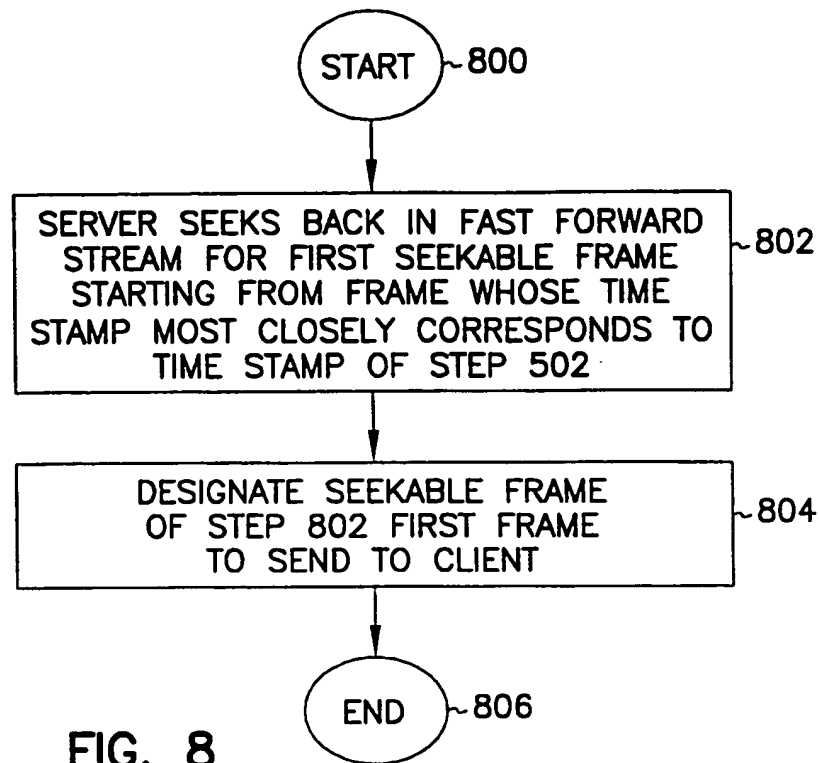 START
800
SERVER SEEKS BACK IN FAST FORWARD
STREAM FOR FIRST SEEKABLE FRAME
STARTING FROM FRAME WHOSE TIME
STAMP MOST CLOSELY CORRESPONDS TO
TIME STAMP OF STEP 502
802
DESIGNATE SEEKABLE FRAME
OF STEP 802 FIRST FRAME
TO SEND TO CLIENT
804
END
806
FIG. 8